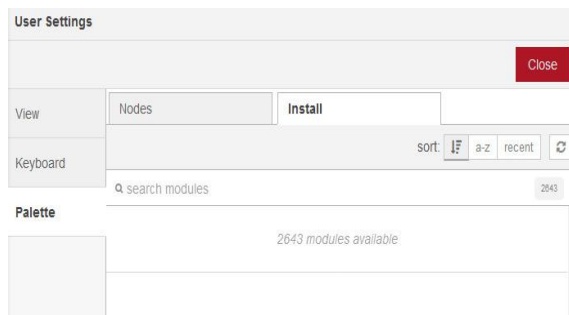 User Settings
Close
View
Nodes
Install
sort:
a-z
recent
Keyboard
search modules
2643
Palette
2643 modules available